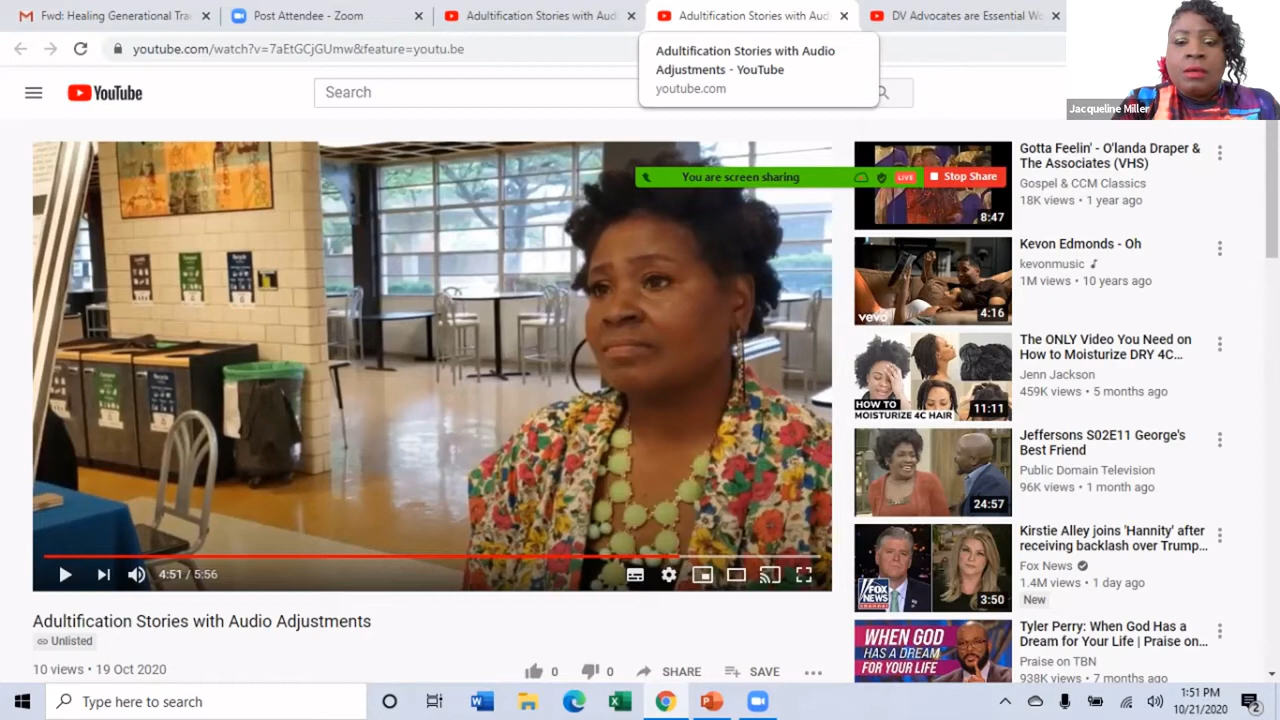 Fwd: Healing Generational Tra
Post Attendee - Zoom
Adultification Stories with Audi
Adultification Stories with Aud
DV Advocates are Essential Wo
youtube.com/watch?v=7aEtGCjGUmw&feature=youtu.be
Adultification Stories with Audio
Adjustments - YouTube
youtube.com
Jacqueline Miller
YouTube
Search
You are screen sharing
LIVE
Stop Share
Gotta Feelin' - O'landa Draper &
The Associates (VHS)
Gospel & CCM Classics
18K views • 1 year ago
8:47
Kevon Edmonds - Oh
kevonmusic
1M views • 10 years ago
vevo
4:16
The ONLY Video You Need on
How to Moisturize DRY 4C...
Jenn Jackson
459K views • 5 months ago
HOW TO
MOISTURIZE 4C HAIR
11:11
Jeffersons S02E11 George's
Best Friend
Public Domain Television
96K views • 1 month ago
24:57
Kirstie Alley joins 'Hannity' after
receiving backlash over Trump...
Fox News
1.4M views • 1 day ago
New
FOX
NEWS
3:50
Tyler Perry: When God Has a
Dream for Your Life | Praise on...
Praise on TBN
938K views • 7 months ago
WHEN GOD
HAS A DREAM
FOR YOUR LIFE
4:51 / 5:56
Adultification Stories with Audio Adjustments
Unlisted
10 views • 19 Oct 2020
0
0
SHARE
SAVE
Type here to search
1:51 PM
10/21/2020
2